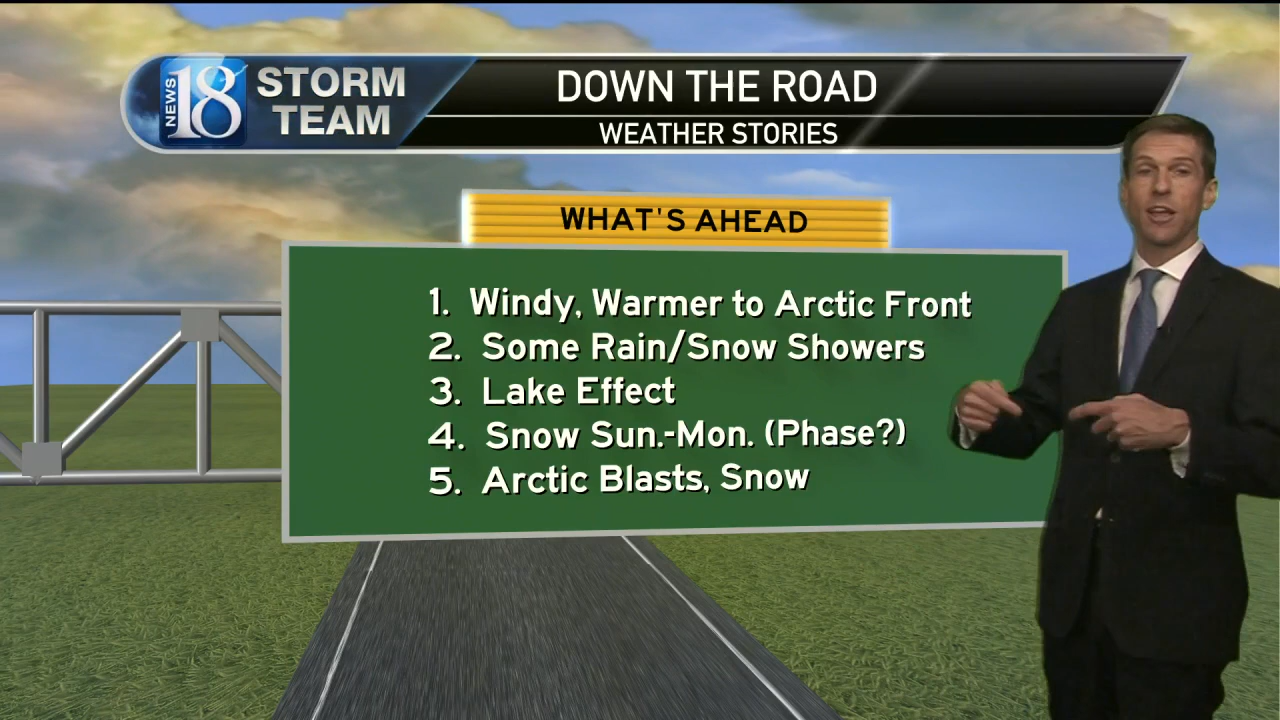 NEWS 18 STORM TEAM
DOWN THE ROAD
WEATHER STORIES
WHAT'S AHEAD
1. Windy, Warmer to Arctic Front
2. Some Rain/Snow Showers
3. Lake Effect
4. Snow Sun.-Mon. (Phase?)
5. Arctic Blasts, Snow